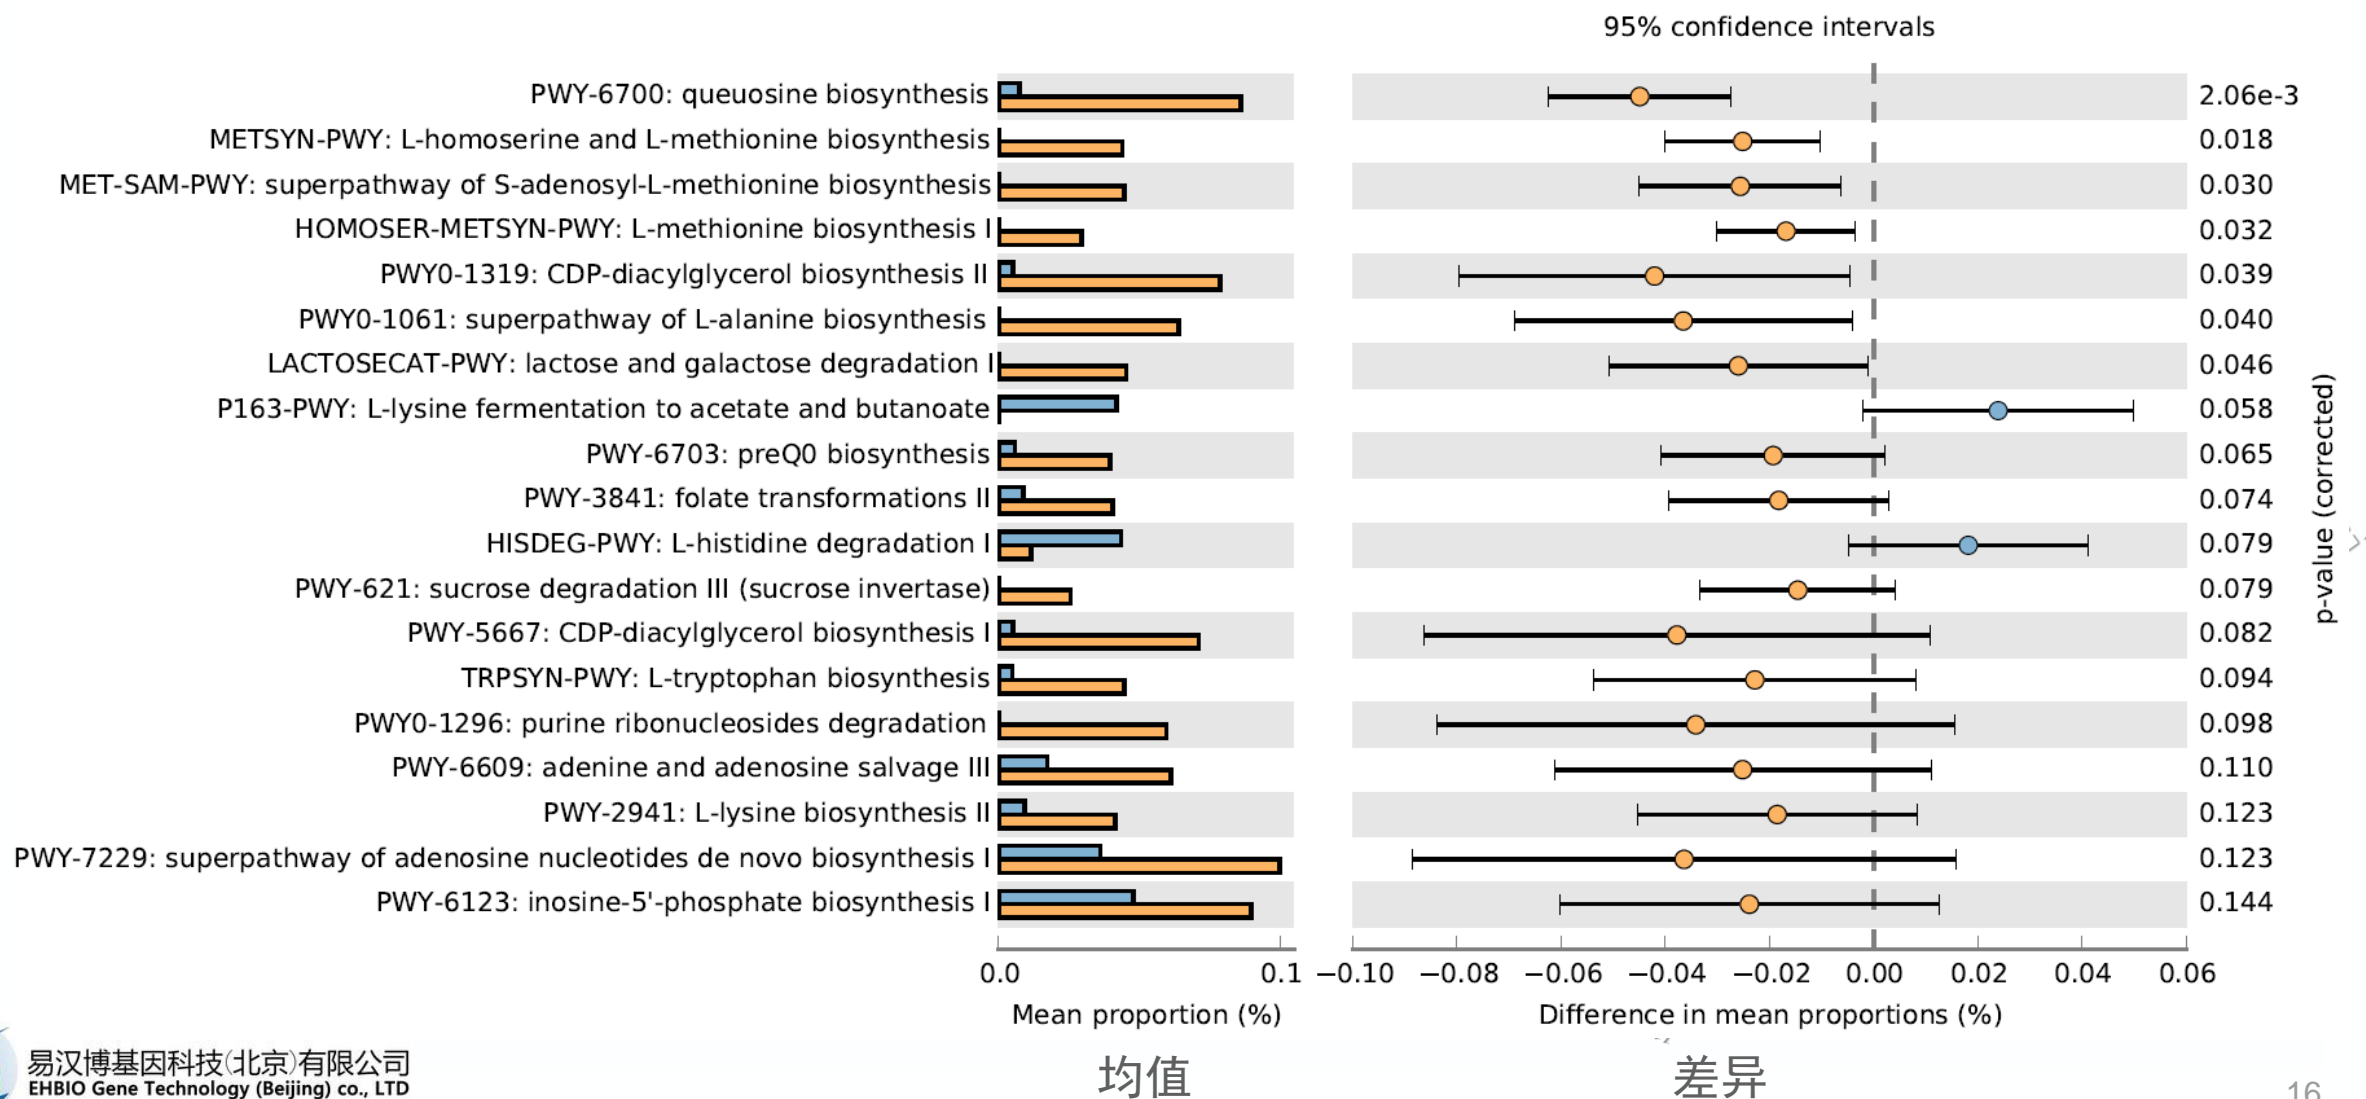 95% confidence intervals
PWY-6700: queuosine biosynthesis 2.06e-3
METSYN-PWY: L-homoserine and L-methionine biosynthesis 0.018
MET-SAM-PWY: superpathway of S-adenosyl-L-methionine biosynthesis 0.030
HOMOSER-METSYN-PWY: L-methionine biosynthesis I 0.032
PWY0-1319: CDP-diacylglycerol biosynthesis II 0.039
PWY0-1061: superpathway of L-alanine biosynthesis 0.040
LACTOSECAT-PWY: lactose and galactose degradation I 0.046
P163-PWY: L-lysine fermentation to acetate and butanoate 0.058
PWY-6703: preQ0 biosynthesis 0.065
PWY-3841: folate transformations II 0.074
HISDEG-PWY: L-histidine degradation I 0.079
PWY-621: sucrose degradation III (sucrose invertase) 0.079
PWY-5667: CDP-diacylglycerol biosynthesis I 0.082
TRPSYN-PWY: L-tryptophan biosynthesis 0.094
PWY0-1296: purine ribonucleosides degradation 0.098
PWY-6609: adenine and adenosine salvage III 0.110
PWY-2941: L-lysine biosynthesis II 0.123
PWY-7229: superpathway of adenosine nucleotides de novo biosynthesis I 0.123
PWY-6123: inosine-5'-phosphate biosynthesis I 0.144
p-value (corrected)
0.0 0.1 −0.10 −0.08 −0.06 −0.04 −0.02 0.00 0.02 0.04 0.06
Mean proportion (%) Difference in mean proportions (%)
易汉博基因科技(北京)有限公司
EHBIO Gene Technology (Beijing) co., LTD
均值 差异
16